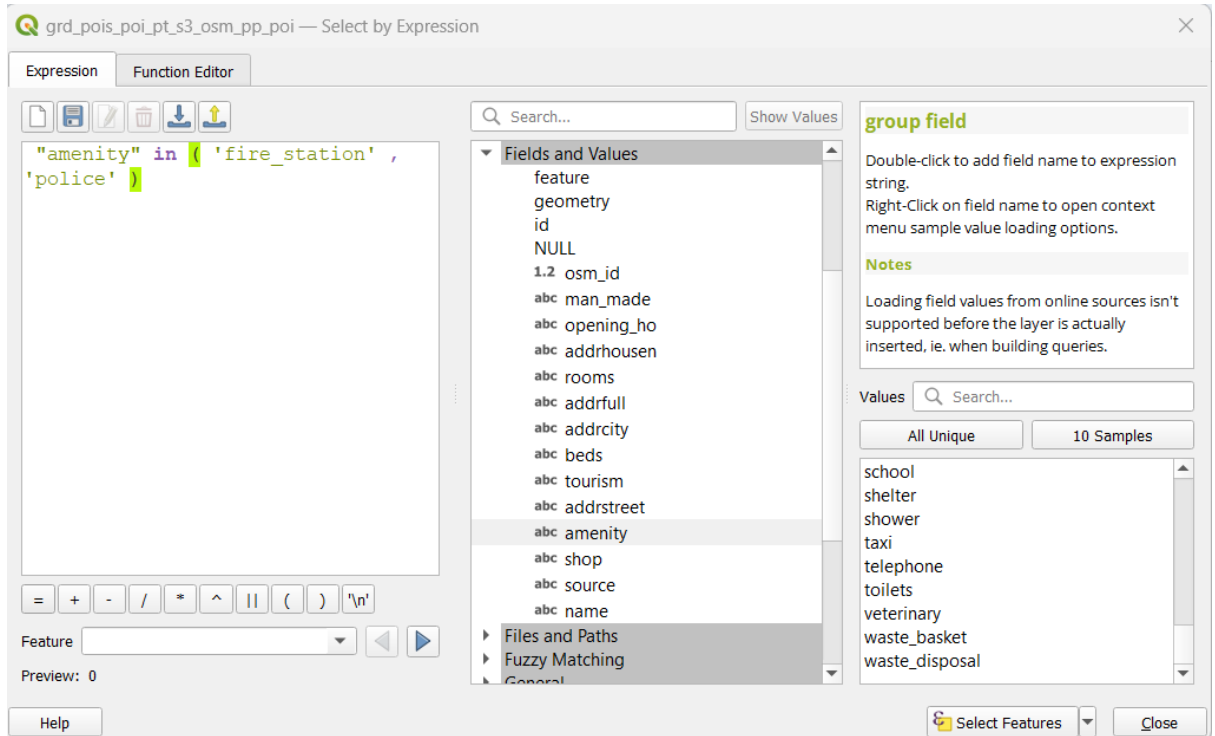 grd_pois_poi_pt_s3_osm_pp_poi — Select by Expression
Expression
Function Editor
"amenity" in ( 'fire_station' ,
'police' )
=
+
-
/
*
^
||
(
)
'\n'
Feature
Preview: 0
Search...
Show Values
Fields and Values
feature
geometry
id
NULL
1.2 osm_id
abc man_made
abc opening_ho
abc addrhousen
abc rooms
abc addrfull
abc addrcity
abc beds
abc tourism
abc addrstreet
abc amenity
abc shop
abc source
abc name
Files and Paths
Fuzzy Matching
General
group field
Double-click to add field name to expression
string.
Right-Click on field name to open context
menu sample value loading options.
Notes
Loading field values from online sources isn't
supported before the layer is actually
inserted, ie. when building queries.
Values
Search...
All Unique
10 Samples
school
shelter
shower
taxi
telephone
toilets
veterinary
waste_basket
waste_disposal
Help
Select Features
Close